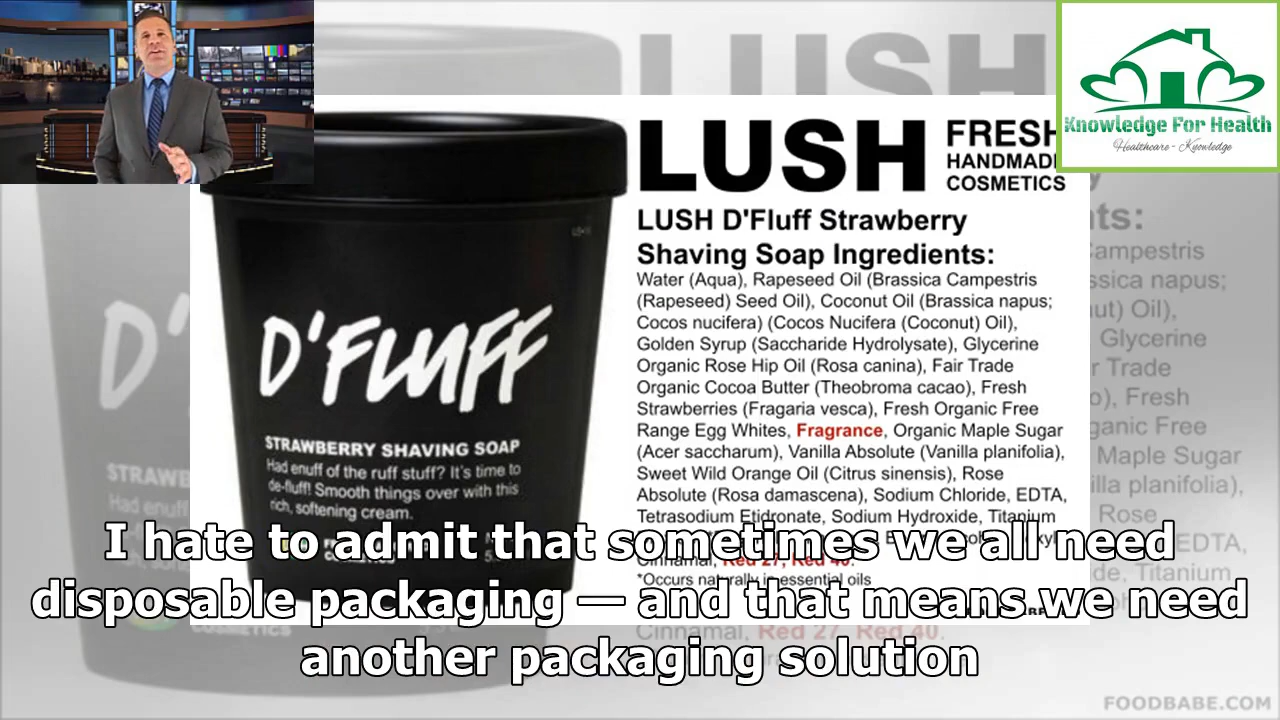 LUSH
FRESH
HANDMADE
COSMETICS
Knowledge For Health
Healthcare - Knowledge
LUSH D'Fluff Strawberry
Shaving Soap Ingredients:
Water (Aqua), Rapeseed Oil (Brassica Campestris
(Rapeseed) Seed Oil), Coconut Oil (Brassica napus;
Cocos nucifera) (Cocos Nucifera (Coconut) Oil),
Golden Syrup (Saccharide Hydrolysate), Glycerine
Organic Rose Hip Oil (Rosa canina), Fair Trade
Organic Cocoa Butter (Theobroma cacao), Fresh
Strawberries (Fragaria vesca), Fresh Organic Free
Range Egg Whites, Fragrance, Organic Maple Sugar
(Acer saccharum), Vanilla Absolute (Vanilla planifolia),
Sweet Wild Orange Oil (Citrus sinensis), Rose
Absolute (Rosa damascena), Sodium Chloride, EDTA,
Tetrasodium Etidronate, Sodium Hydroxide, Titanium
Cinnamal, Red 27, Red 40.
*Occurs naturally in essential oils
D'FLUFF
STRAWBERRY SHAVING SOAP
Had enuff of the ruff stuff? It's time to
de-fluff! Smooth things over with this
rich, softening cream.
I hate to admit that sometimes we all need
disposable packaging — and that means we need
another packaging solution
FOODBABE.COM